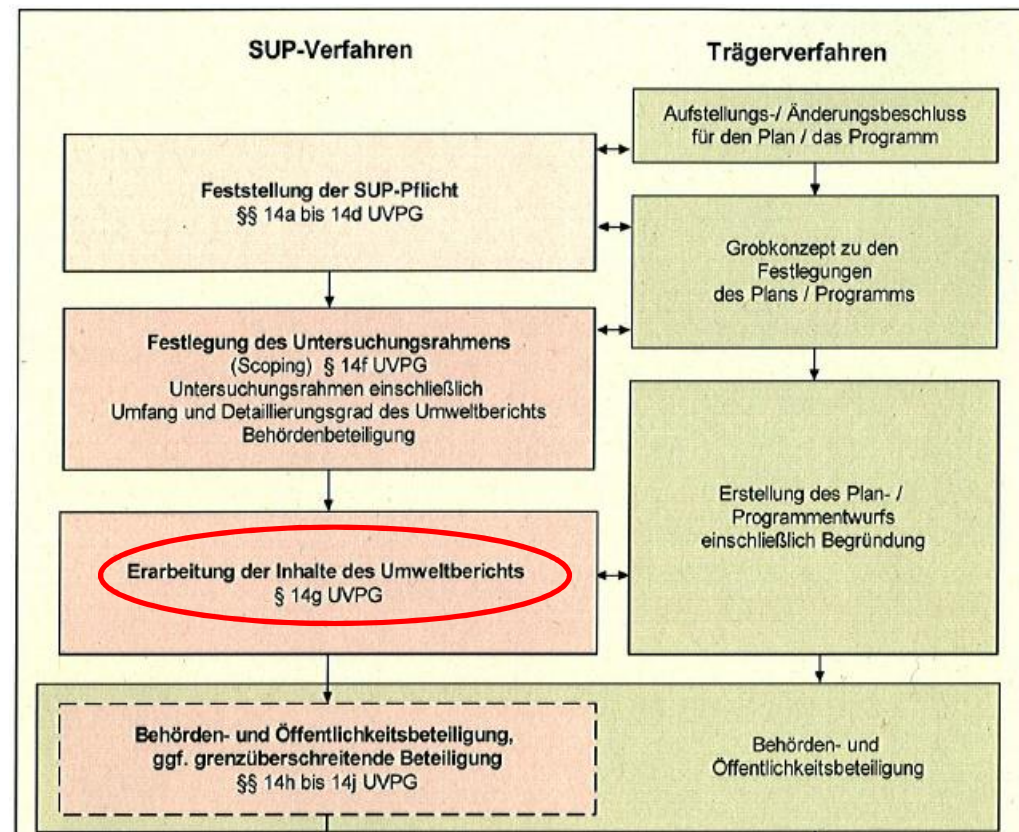 SUP-Verfahren
Trägerverfahren
Aufstellungs-/ Änderungsbeschluss
für den Plan / das Programm
Feststellung der SUP-Pflicht
§§ 14a bis 14d UVPG
Grobkonzept zu den
Festlegungen
des Plans / Programms
Festlegung des Untersuchungsrahmens
(Scoping) § 14f UVPG
Untersuchungsrahmen einschließlich
Umfang und Detaillierungsgrad des Umweltberichts
Behördenbeteiligung
Erstellung des Plan- /
Programmentwurfs
einschließlich Begründung
Erarbeitung der Inhalte des Umweltberichts
§ 14g UVPG
Behörden- und Öffentlichkeitsbeteiligung,
ggf. grenzüberschreitende Beteiligung
§§ 14h bis 14j UVPG
Behörden- und
Öffentlichkeitsbeteiligung